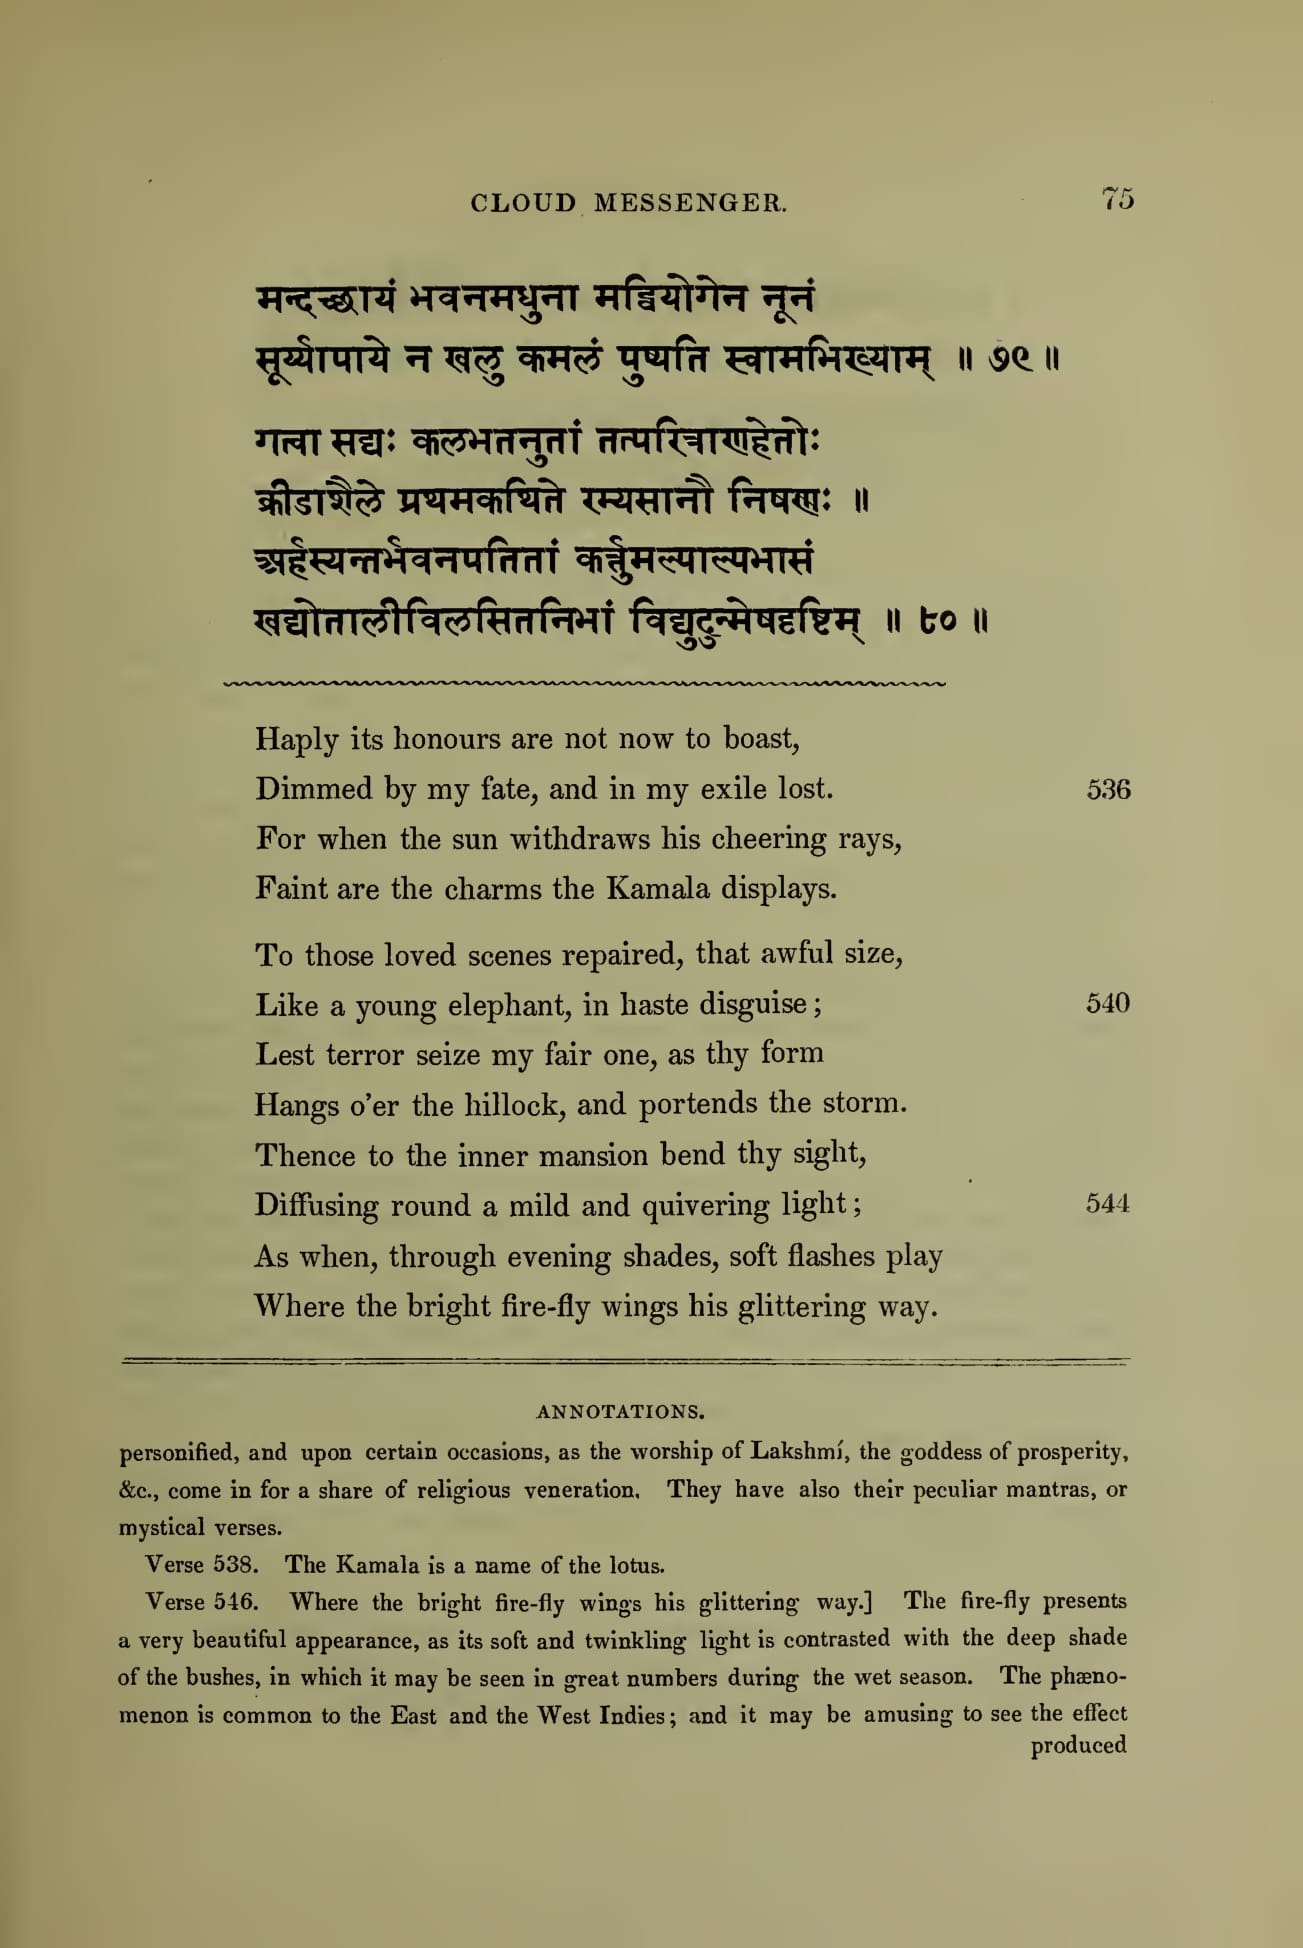 CLOUD MESSENGER. 75
मन्दच्छायं भवनमधुना मद्वियोगेन नूनं
सूर्य्यापाये न खलु कमलं पुष्यति स्वामभिख्याम् ॥ ७९ ॥
गत्वा सद्यः कलभतनुतां तत्परित्राणहेतोः
क्रीडाशैले प्रथमकथिते रम्यसानौ निषण्णः ॥
अर्हस्यन्तर्भवनपतितां कर्त्तुमल्पाल्पभासं
खद्योतालीविलसितनिभां विद्युदुन्मेषदृष्टिम् ॥ ८० ॥
Haply its honours are not now to boast,
Dimmed by my fate, and in my exile lost. 536
For when the sun withdraws his cheering rays,
Faint are the charms the Kamala displays.
To those loved scenes repaired, that awful size,
Like a young elephant, in haste disguise ; 540
Lest terror seize my fair one, as thy form
Hangs o'er the hillock, and portends the storm.
Thence to the inner mansion bend thy sight,
Diffusing round a mild and quivering light ; 544
As when, through evening shades, soft flashes play
Where the bright fire-fly wings his glittering way.
ANNOTATIONS.
personified, and upon certain occasions, as the worship of Lakshmí, the goddess of prosperity,
&c., come in for a share of religious veneration. They have also their peculiar mantras, or
mystical verses.
Verse 538. The Kamala is a name of the lotus.
Verse 546. Where the bright fire-fly wings his glittering way.] The fire-fly presents
a very beautiful appearance, as its soft and twinkling light is contrasted with the deep shade
of the bushes, in which it may be seen in great numbers during the wet season. The phæno-
menon is common to the East and the West Indies ; and it may be amusing to see the effect
produced